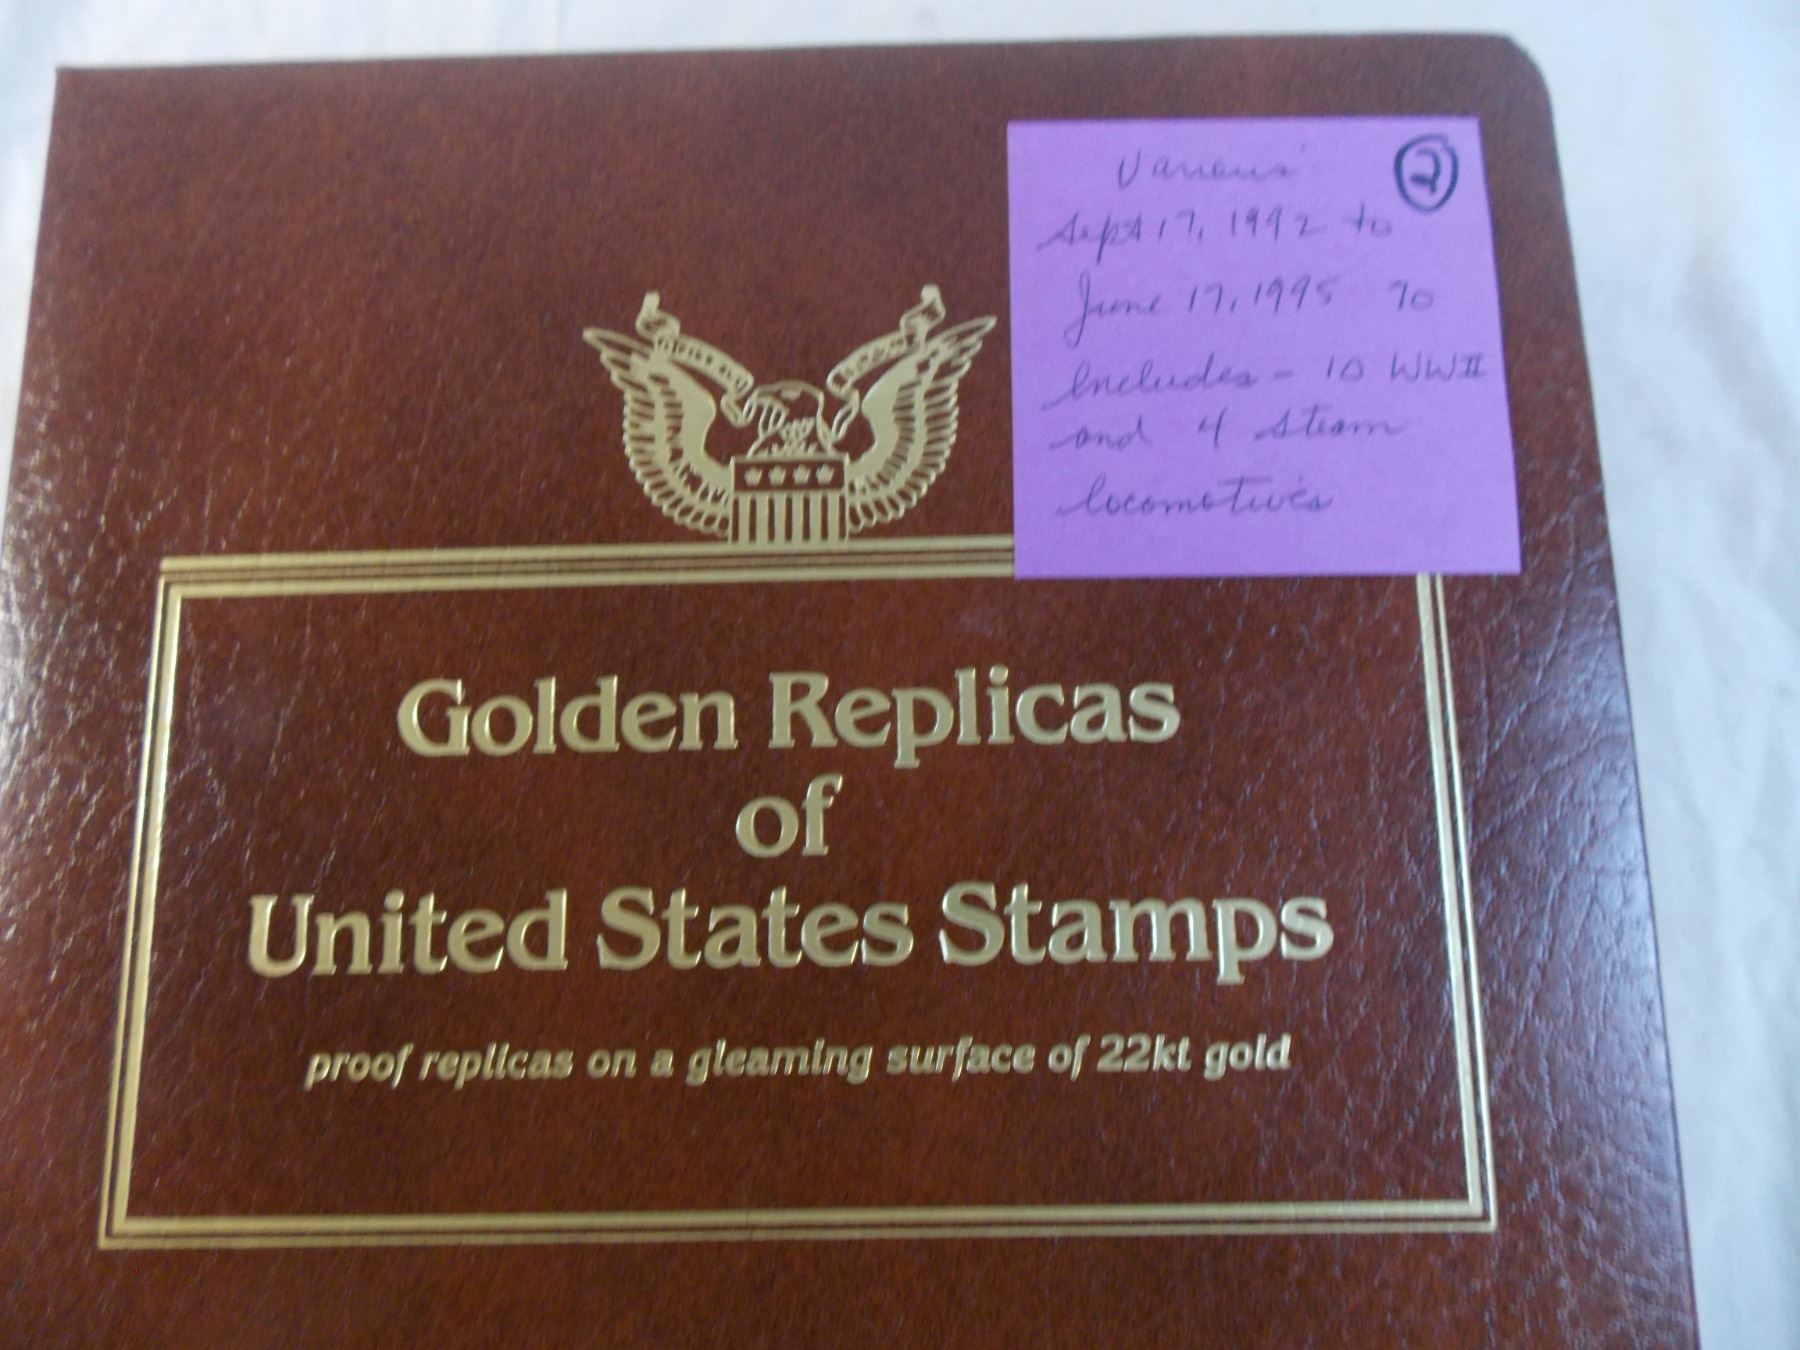 Various
2
Sept 17, 1992 to
June 17, 1995 70
Includes - 10 WWII
and 4 steam
locomotives
Golden Replicas
of
United States Stamps
proof replicas on a gleaming surface of 22kt gold